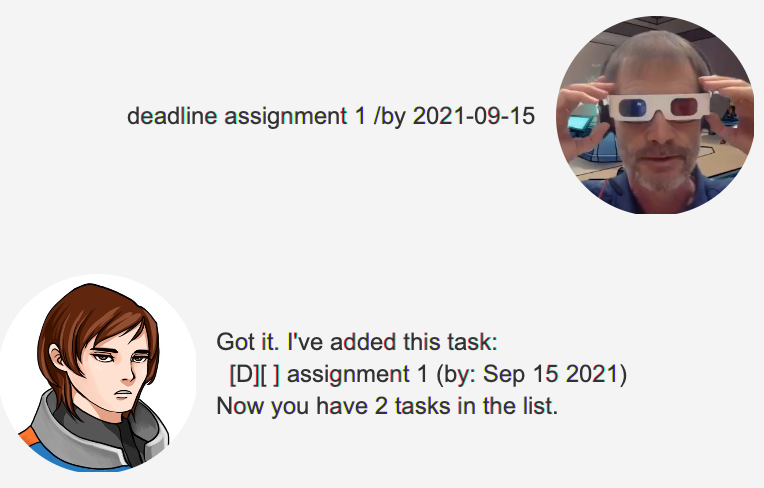 deadline assignment 1 /by 2021-09-15
Got it. I've added this task:
[D][ ] assignment 1 (by: Sep 15 2021)
Now you have 2 tasks in the list.